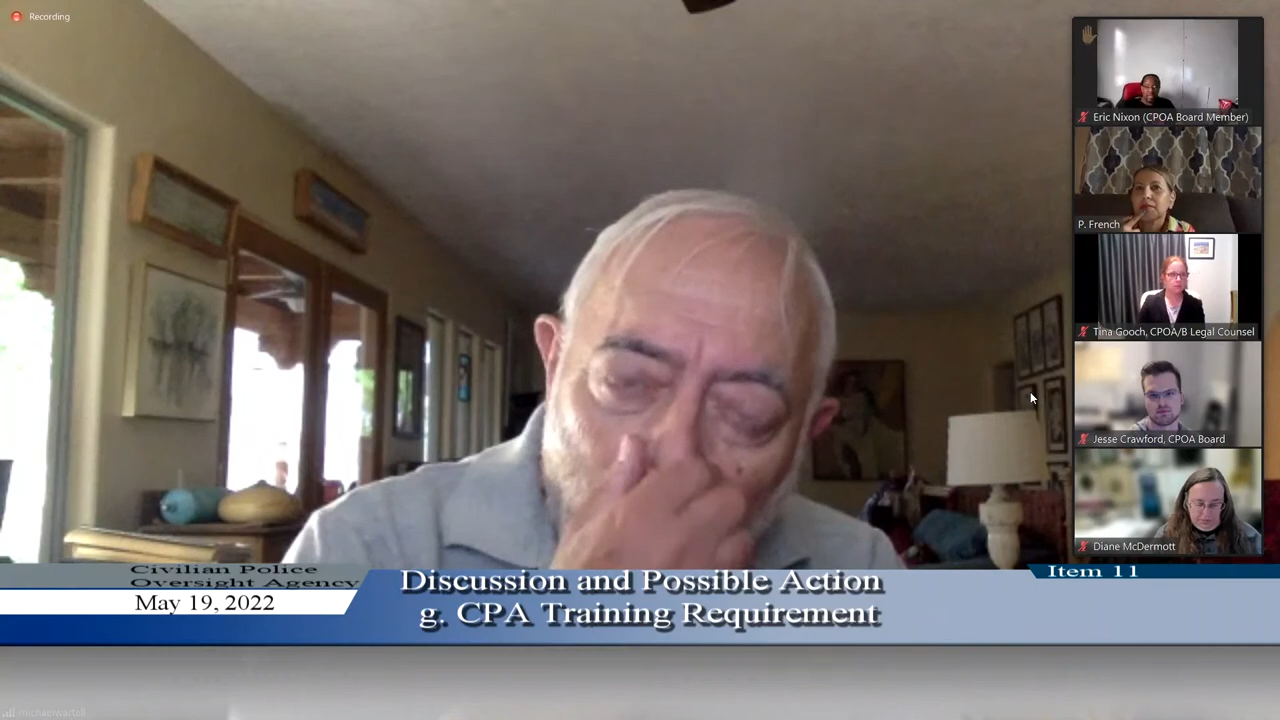 Recording
Eric Nixon (CPOA Board Member)
P. French
Tina Gooch, CPOA/B Legal Counsel
Jesse Crawford, CPOA Board
Diane McDermott
Civilian Police
Oversight Agency
May 19, 2022
Discussion and Possible Action
g. CPA Training Requirement
Item 11